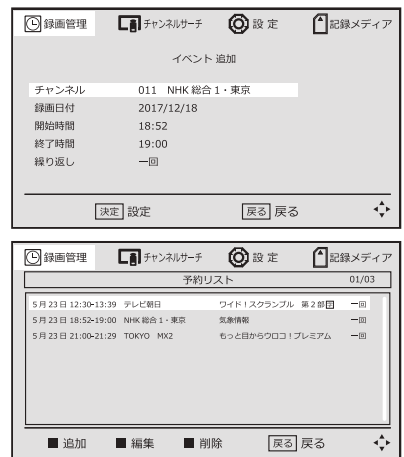 録画管理 チャンネルサーチ 設定 記録メディア
イベント 追加
チャンネル 011 NHK 総合 1・東京
録画日付 2017/12/18
開始時間 18:52
終了時間 19:00
繰り返し 一回
決定 設定 戻る 戻る
録画管理 チャンネルサーチ 設定 記録メディア
予約リスト 01/03
5月23日 12:30-13:39 テレビ朝日 ワイド!スクランブル 第2部字 一回
5月23日 18:52-19:00 NHK 総合 1・東京 気象情報 一回
5月23日 21:00-21:29 TOKYO MX2 もっと目からウロコ!プレミアム 一回
■ 追加 ■ 編集 ■ 削除 戻る 戻る